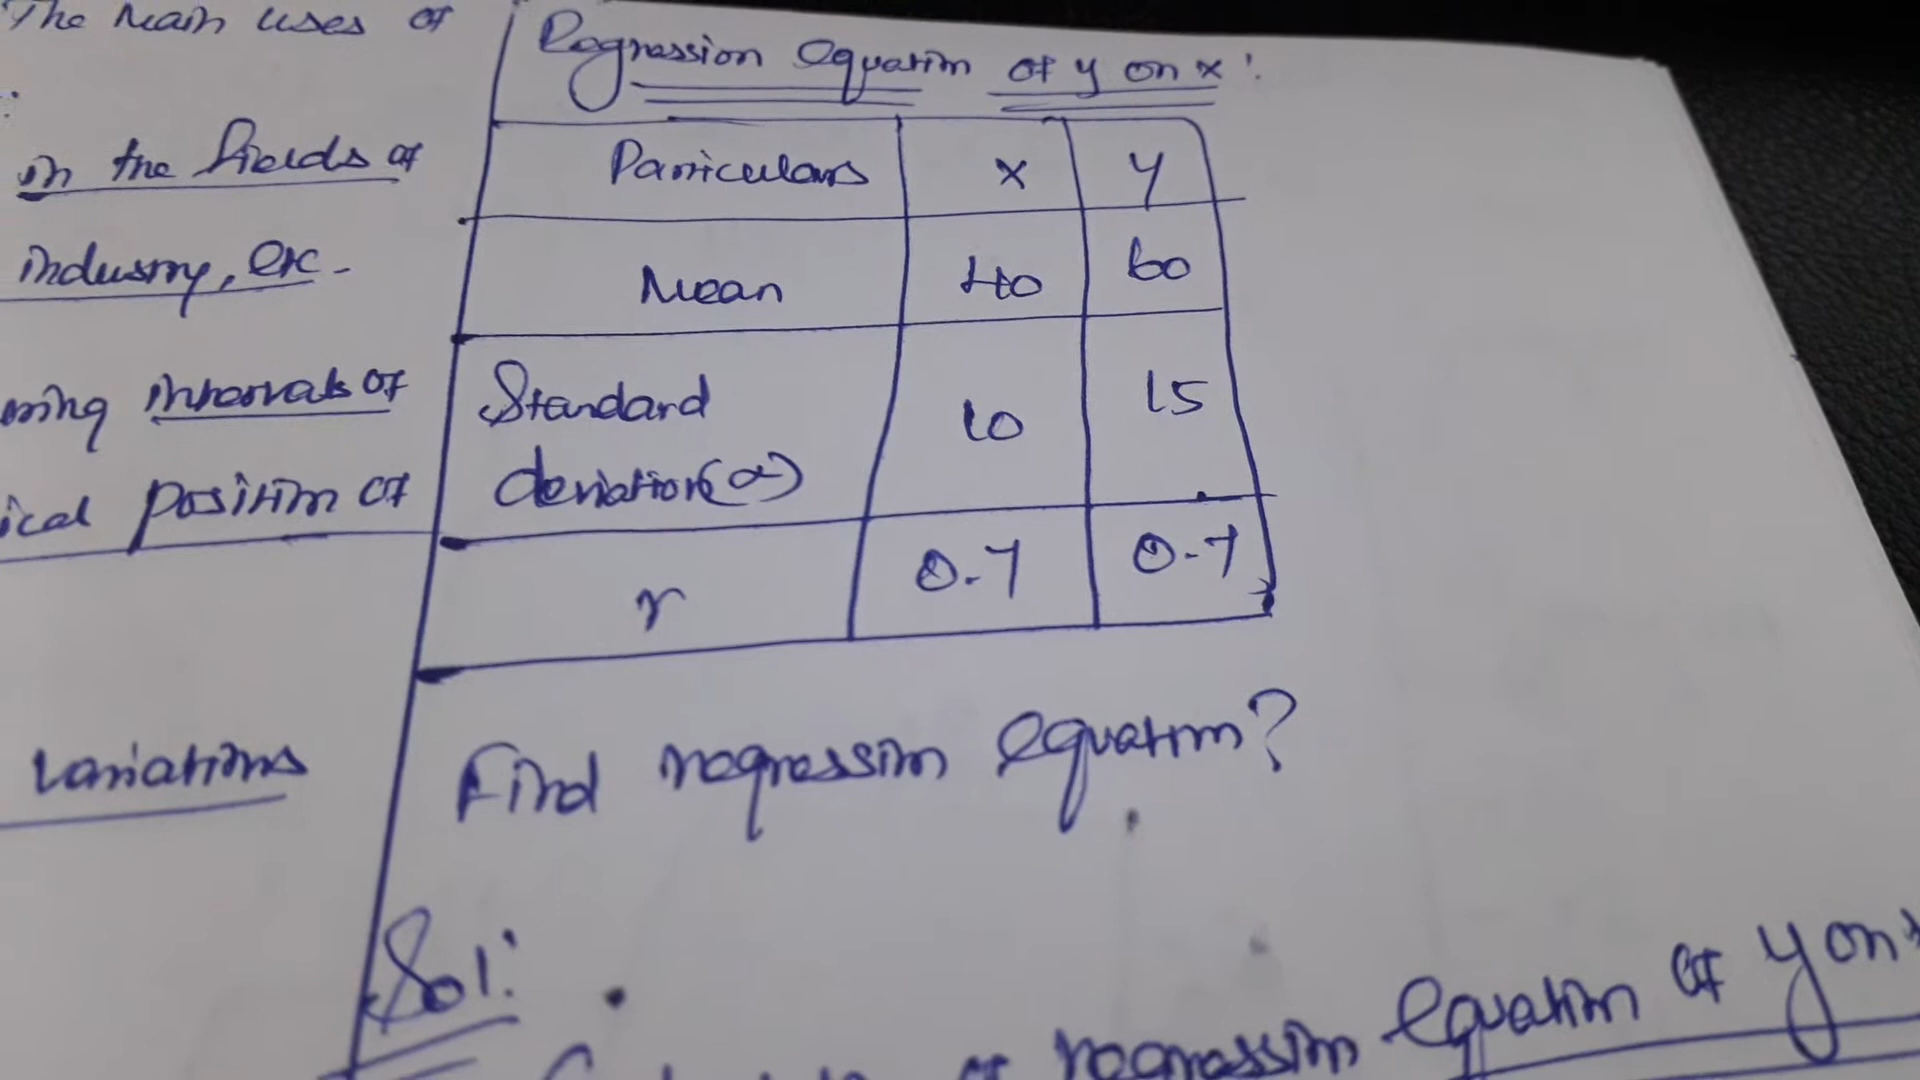 The main uses of
in the fields of
industry, etc -
intervals of
ical position of
variations
Regression equation of y on x :
Particulars x y
Mean 40 60
Standard deviation(α) 10 15
r 0.7 0.7
Find regression equation?
Sol:
regression equation of y on